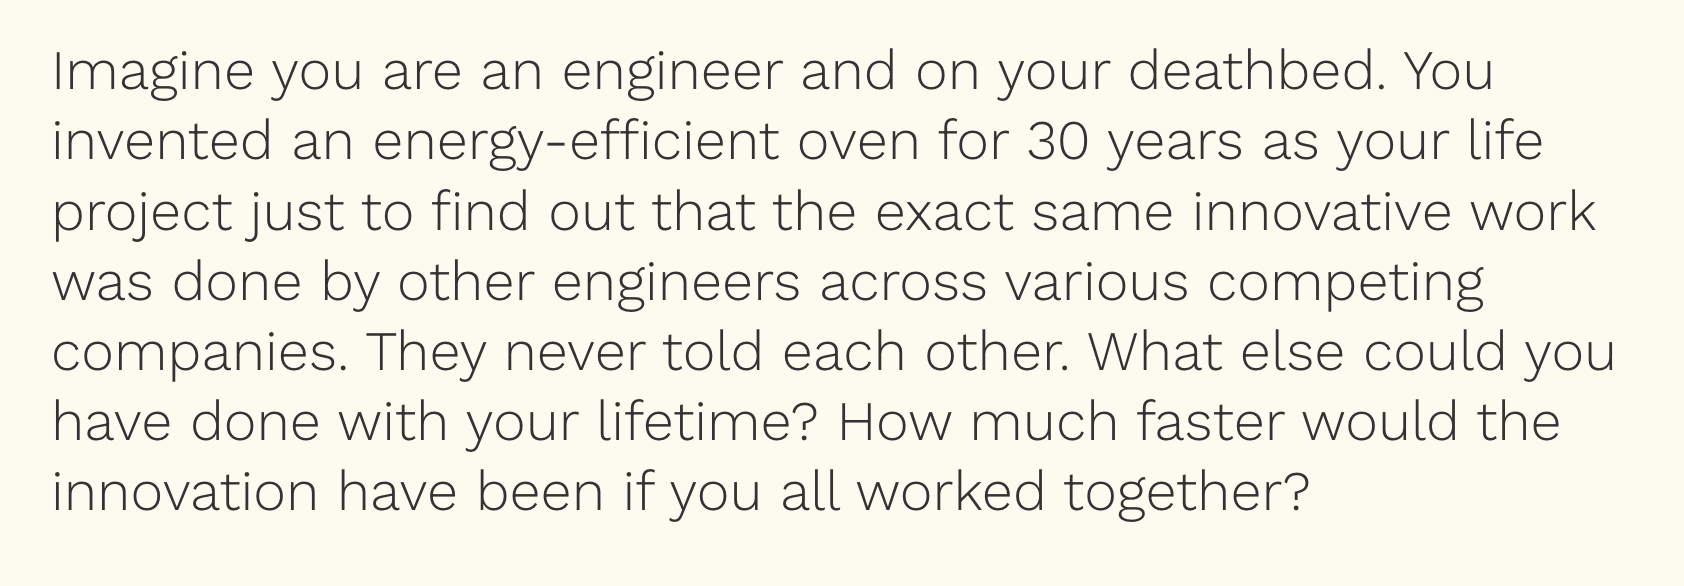 Imagine you are an engineer and on your deathbed. You
invented an energy-efficient oven for 30 years as your life
project just to find out that the exact same innovative work
was done by other engineers across various competing
companies. They never told each other. What else could you
have done with your lifetime? How much faster would the
innovation have been if you all worked together?